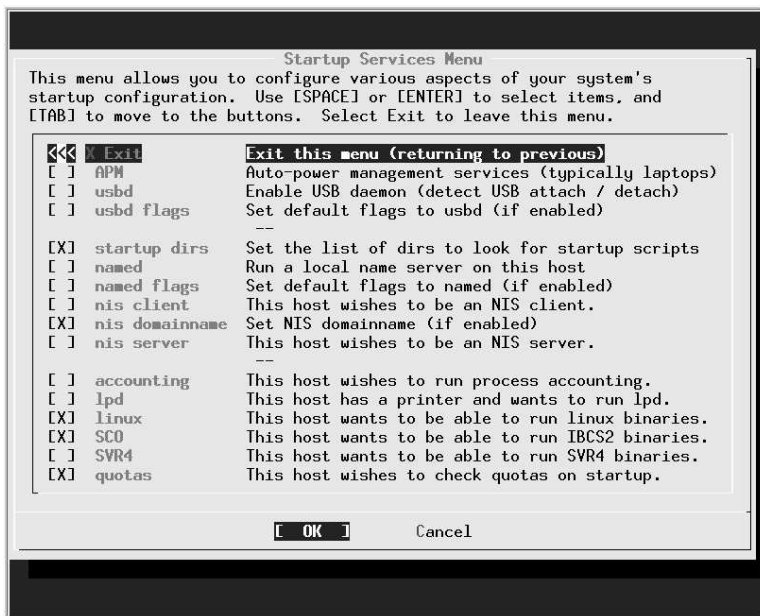 Startup Services Menu
This menu allows you to configure various aspects of your system's
startup configuration.  Use [SPACE] or [ENTER] to select items, and
[TAB] to move to the buttons.  Select Exit to leave this menu.
<<< X Exit Exit this menu (returning to previous)
[ ] APM Auto-power management services (typically laptops)
[ ] usbd Enable USB daemon (detect USB attach / detach)
[ ] usbd flags Set default flags to usbd (if enabled)
--
[X] startup dirs Set the list of dirs to look for startup scripts
[ ] named Run a local name server on this host
[ ] named flags Set default flags to named (if enabled)
[ ] nis client This host wishes to be an NIS client.
[X] nis domainname Set NIS domainname (if enabled)
[ ] nis server This host wishes to be an NIS server.
--
[ ] accounting This host wishes to run process accounting.
[ ] lpd This host has a printer and wants to run lpd.
[X] linux This host wants to be able to run linux binaries.
[X] SCO This host wants to be able to run IBCS2 binaries.
[ ] SVR4 This host wants to be able to run SVR4 binaries.
[X] quotas This host wishes to check quotas on startup.
[ OK ] Cancel